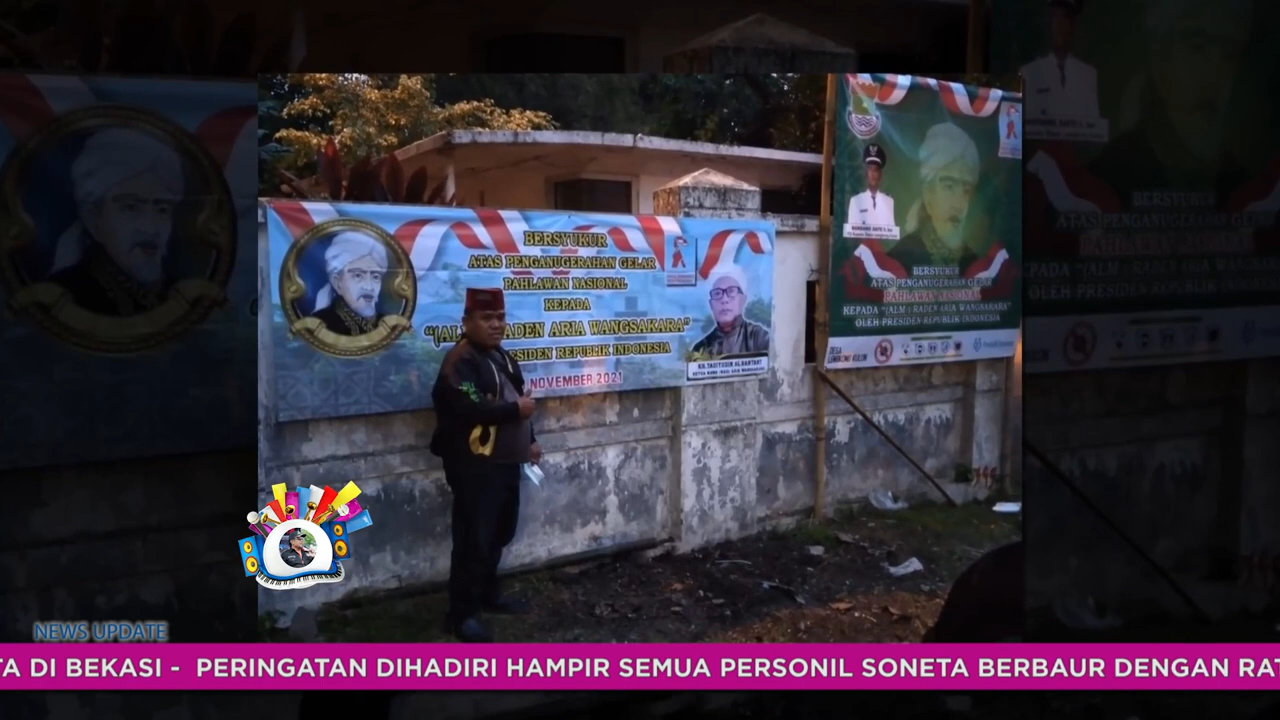 BERSYUKUR
ATAS PENGANUGERAHAN GELAR
PAHLAWAN NASIONAL
KEPADA
RADEN ARIA WANGSAKARA"
PRESIDEN REPUBLIK INDONESIA
NOVEMBER 2021
BERSYUKUR
ATAS PENGANUGERAHAN GELAR
PAHLAWAN NASIONAL
KEPADA "(ALM) RADEN ARIA WANGSAKARA"
OLEH PRESIDEN REPUBLIK INDONESIA
DESA
NEWS UPDATE
TA DI BEKASI - PERINGATAN DIHADIRI HAMPIR SEMUA PERSONIL SONETA BERBAUR DENGAN RAT